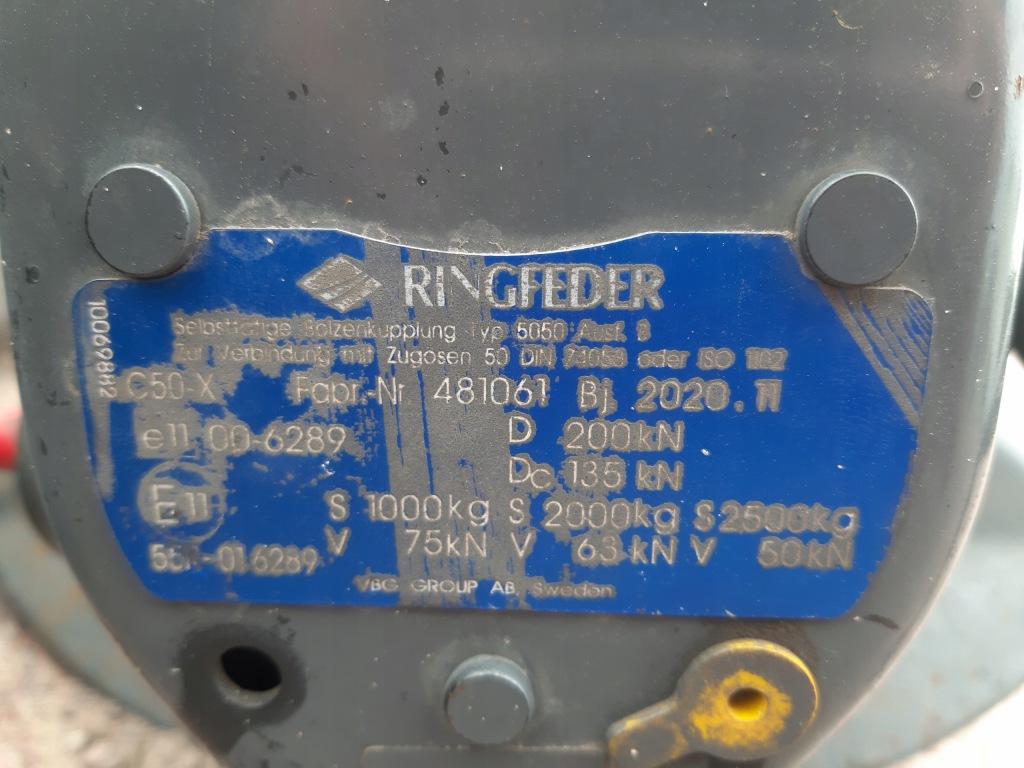 RINGFEDER
Selbsttätige Bolzenkupplung Typ 5050 Ausf. B
Zur Verbindung mit Zugösen 50 DIN 74053 oder ISO 1102
C50-X Fabr.-Nr 481061 Bj. 2020.11
e11 00-6289 D 200kN
Dc 135 kN
E11 S 1000kg S 2000kg S 2500kg
V 75kN V 63 kN V 50kN
55R-016289
VBG GROUP AB, Sweden